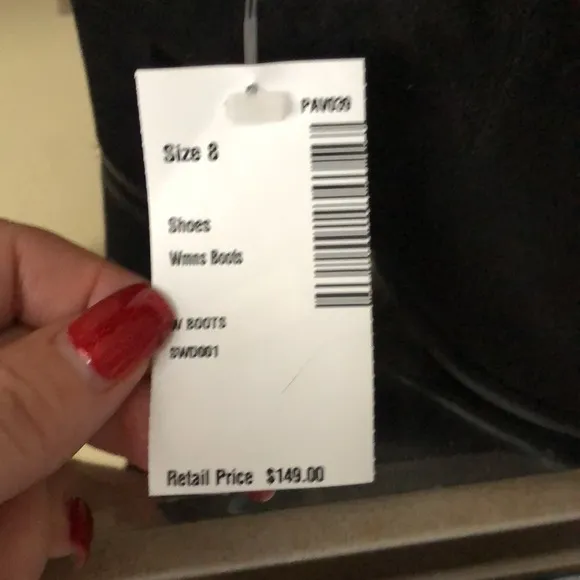 PAV039
Size 8
Shoes
Wmns Boots
W BOOTS
SWD001
Retail Price $149.00